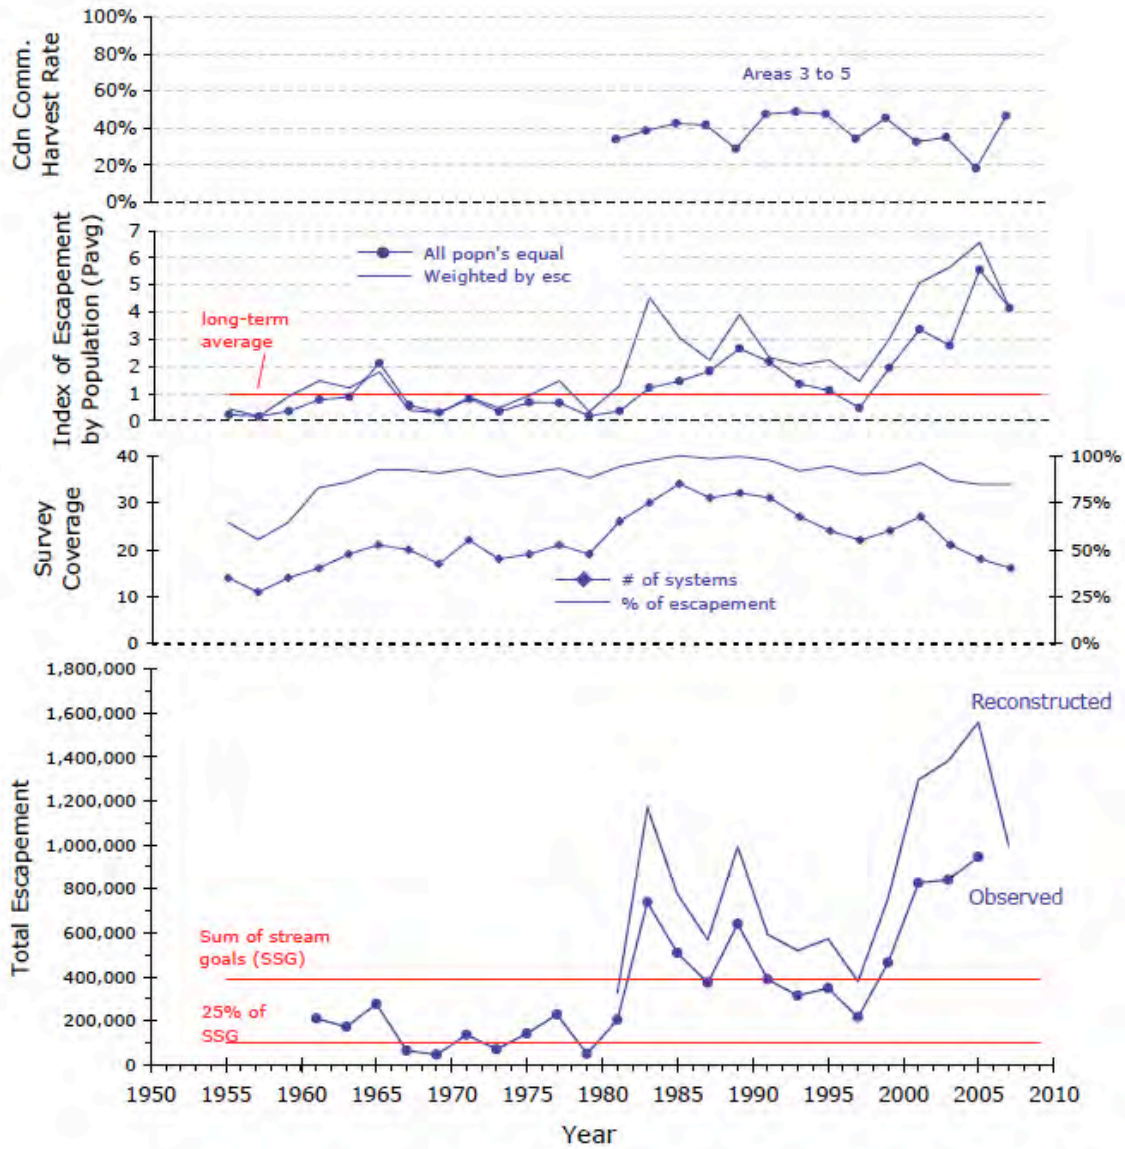 Cdn Comm.
Harvest Rate
100%
80%
60%
40%
20%
0%
Areas 3 to 5
Index of Escapement
by Population (Pavg)
7
6
5
4
3
2
1
0
All popn's equal
Weighted by esc
long-term
average
Survey
Coverage
40
30
20
10
0
100%
75%
50%
25%
0%
# of systems
% of escapement
Total Escapement
1,800,000
1,600,000
1,400,000
1,200,000
1,000,000
800,000
600,000
400,000
200,000
0
Reconstructed
Observed
Sum of stream
goals (SSG)
25% of
SSG
1950 1955 1960 1965 1970 1975 1980 1985 1990 1995 2000 2005 2010
Year